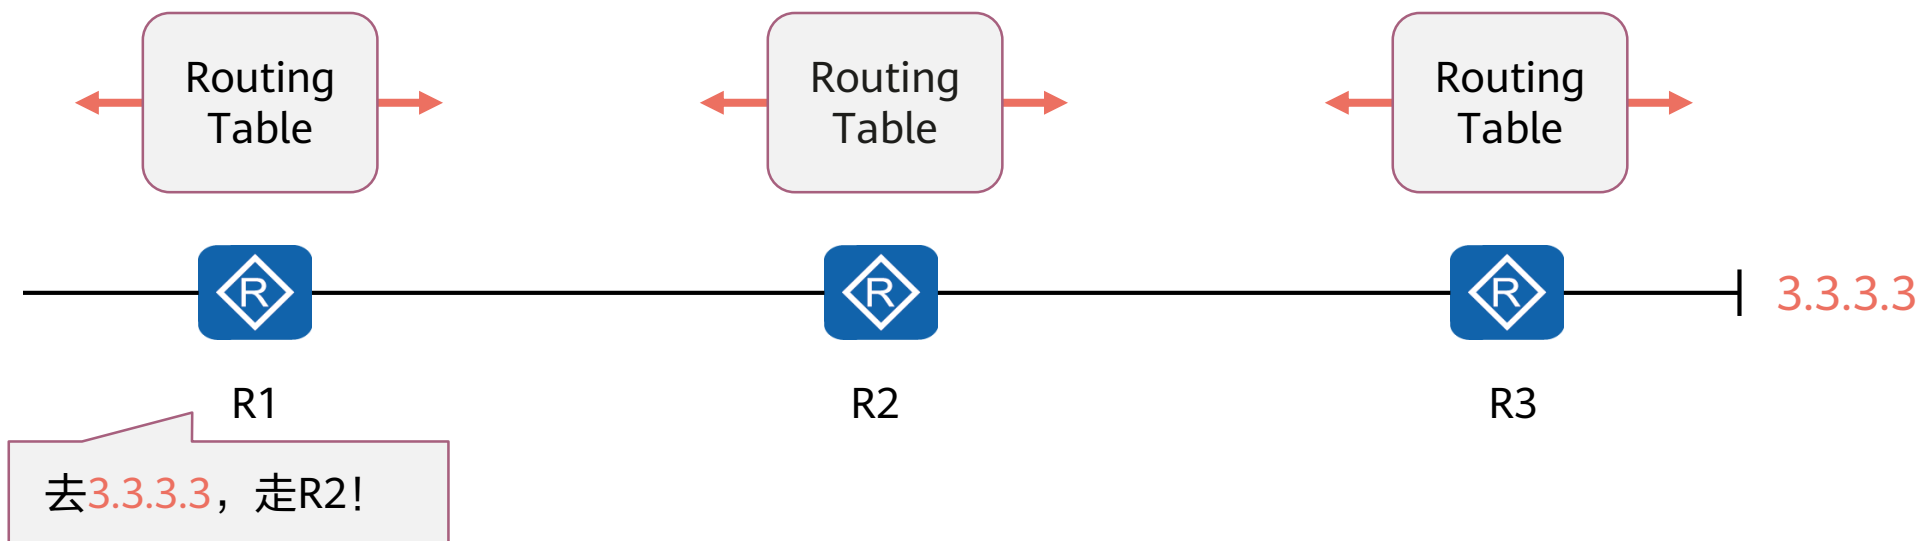 Routing
Table
Routing
Table
Routing
Table
R
R
R
3.3.3.3
R1
R2
R3
去3.3.3.3，走R2！